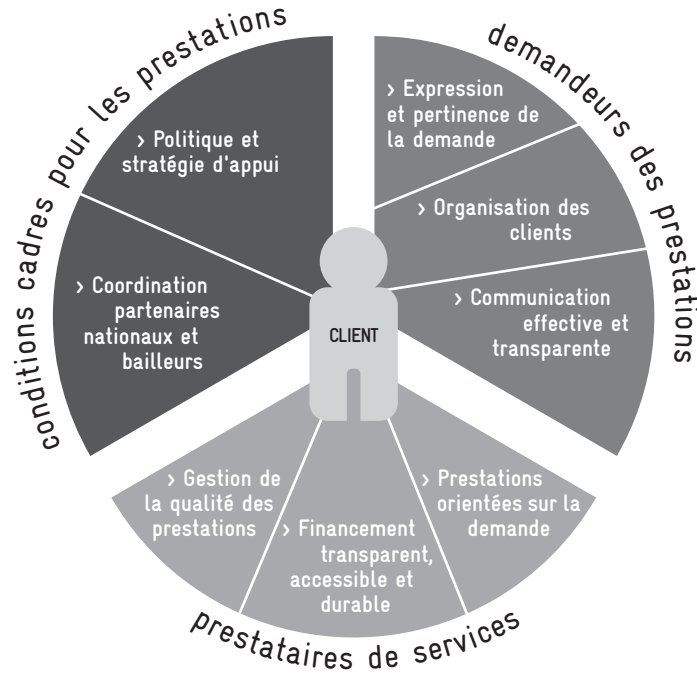 conditions cadres pour les prestations
> Politique et
stratégie d'appui
> Coordination
partenaires
nationaux et
bailleurs
demandeurs des prestations
> Expression
et pertinence de
la demande
> Organisation des
clients
> Communication
effective et
transparente
CLIENT
> Gestion de
la qualité des
prestations
> Financement
transparent,
accessible et
durable
> Prestations
orientées sur la
demande
prestataires de services